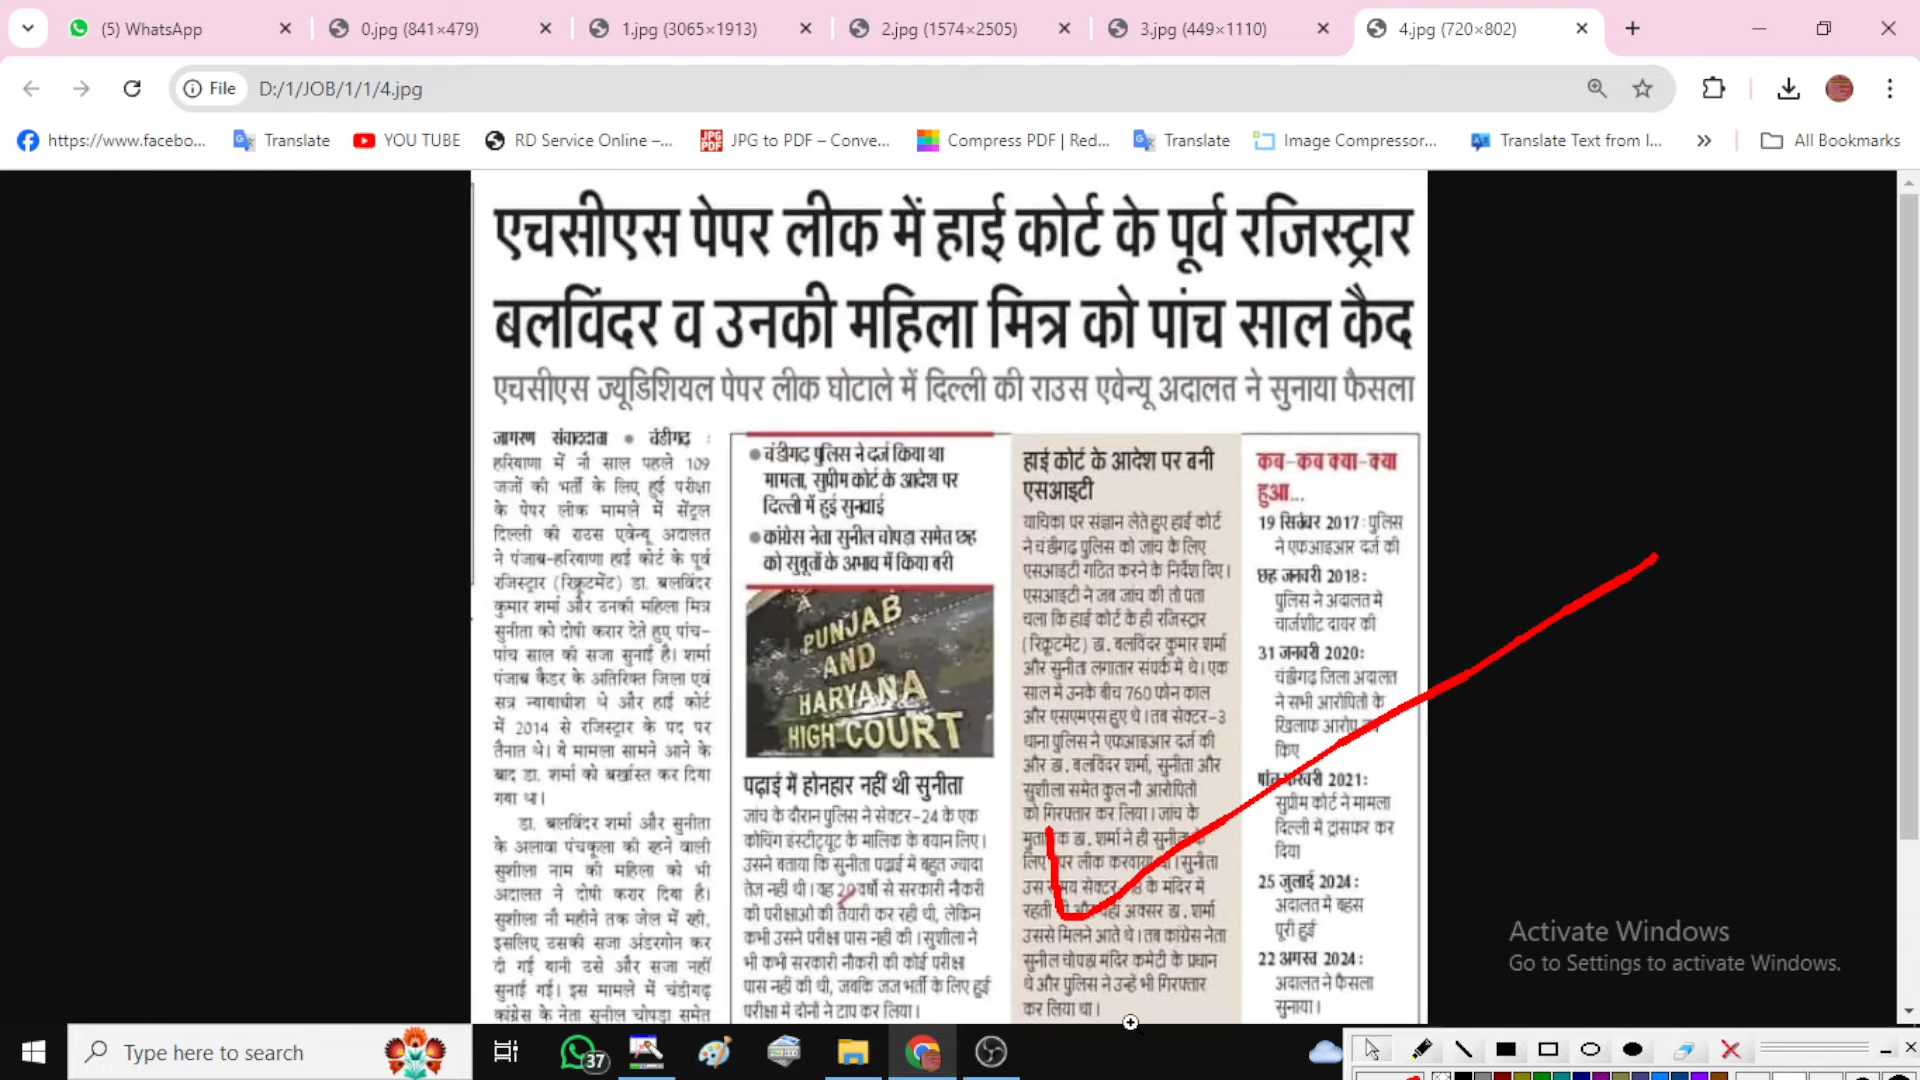 (5) WhatsApp
0.jpg (841×479)
1.jpg (3065×1913)
2.jpg (1574×2505)
3.jpg (449×1110)
4.jpg (720×802)
File
D:/1/JOB/1/1/4.jpg
https://www.facebo...
Translate
YOU TUBE
RD Service Online –...
JPG to PDF – Conve...
Compress PDF | Red...
Translate
Image Compressor...
Translate Text from I...
All Bookmarks
एचसीएस पेपर लीक में हाई कोर्ट के पूर्व रजिस्ट्रार
बलविंदर व उनकी महिला मित्र को पांच साल कैद
एचसीएस ज्यूडिशियल पेपर लीक घोटाले में दिल्ली की राउस एवेन्यू अदालत ने सुनाया फैसला
जागरण संवाददाता ● चंडीगढ़ :
हरियाणा में नौ साल पहले 109
जजों की भर्ती के लिए हुई परीक्षा
के पेपर लीक मामले में सेंट्रल
दिल्ली की राउस एवेन्यू अदालत
ने पंजाब-हरियाणा हाई कोर्ट के पूर्व
रजिस्ट्रार (रिक्रूटमेंट) डा. बलविंदर
कुमार शर्मा और उनकी महिला मित्र
सुनीता को दोषी करार देते हुए पांच-
पांच साल की सजा सुनाई है। शर्मा
पंजाब कैडर के अतिरिक्त जिला एवं
सत्र न्यायाधीश थे और हाई कोर्ट
में 2014 से रजिस्ट्रार के पद पर
तैनात थे। ये मामला सामने आने के
बाद डा. शर्मा को बर्खास्त कर दिया
गया था।
डा. बलविंदर शर्मा और सुनीता
के अलावा पंचकूला की रहने वाली
सुशीला नाम की महिला को भी
अदालत ने दोषी करार दिया है।
सुशीला नौ महीने तक जेल में रही,
इसलिए उसकी सजा अंडरगोन कर
दी गई यानी उसे और सजा नहीं
सुनाई गई। इस मामले में चंडीगढ़
कांग्रेस के नेता सुनील चोपड़ा समेत
● चंडीगढ़ पुलिस ने दर्ज किया था
मामला, सुप्रीम कोर्ट के आदेश पर
दिल्ली में हुई सुनवाई
● कांग्रेस नेता सुनील चोपड़ा समेत छह
को सुबूतों के अभाव में किया बरी
PUNJAB
AND
HARYANA
HIGH COURT
पढ़ाई में होनहार नहीं थी सुनीता
जांच के दौरान पुलिस ने सेक्टर-24 के एक
कोचिंग इंस्टीट्यूट के मालिक के बयान लिए।
उसने बताया कि सुनीता पढ़ाई में बहुत ज्यादा
तेज नहीं थी। वह 20 वर्षों से सरकारी नौकरी
की परीक्षाओं की तैयारी कर रही थी, लेकिन
कभी उसने परीक्षा पास नहीं की। सुशीला ने
भी कभी सरकारी नौकरी की कोई परीक्षा
पास नहीं की थी, जबकि जज भर्ती के लिए हुई
परीक्षा में दोनों ने टाप कर लिया।
हाई कोर्ट के आदेश पर बनी
एसआइटी
याचिका पर संज्ञान लेते हुए हाई कोर्ट
ने चंडीगढ़ पुलिस को जांच के लिए
एसआइटी गठित करने के निर्देश दिए।
एसआइटी ने जब जांच की तो पता
चला कि हाई कोर्ट के ही रजिस्ट्रार
(रिक्रूटमेंट) डा. बलविंदर कुमार शर्मा
और सुनीता लगातार संपर्क में थे। एक
साल में उनके बीच 760 फोन काल
और एसएमएस हुए थे। तब सेक्टर-3
थाना पुलिस ने एफआइआर दर्ज की
और डा. बलविंदर शर्मा, सुनीता और
सुशीला समेत कुल नौ आरोपितों
को गिरफ्तार कर लिया। जांच के
डा. शर्मा ने ही सुनीता के
लिए पेपर लीक करवाया था। सुनीता
उस समय सेक्टर के मंदिर में
रहती थी और वहां अक्सर डा. शर्मा
उससे मिलने आते थे। तब कांग्रेस नेता
सुनील चोपड़ा मंदिर कमेटी के प्रधान
थे और पुलिस ने उन्हें भी गिरफ्तार
कर लिया था।
कब-कब क्या-क्या
हुआ...
19 सितंबर 2017 : पुलिस
ने एफआइआर दर्ज की
छह जनवरी 2018 :
पुलिस ने अदालत में
चार्जशीट दायर की
31 जनवरी 2020 :
चंडीगढ़ जिला अदालत
ने सभी आरोपितों के
खिलाफ आरोप
किए
पांच फरवरी 2021 :
सुप्रीम कोर्ट ने मामला
दिल्ली में ट्रांसफर कर
दिया
25 जुलाई 2024 :
अदालत में बहस
पूरी हुई
22 अगस्त 2024 :
अदालत ने फैसला
सुनाया।
Activate Windows
Go to Settings to activate Windows.
Type here to search
37